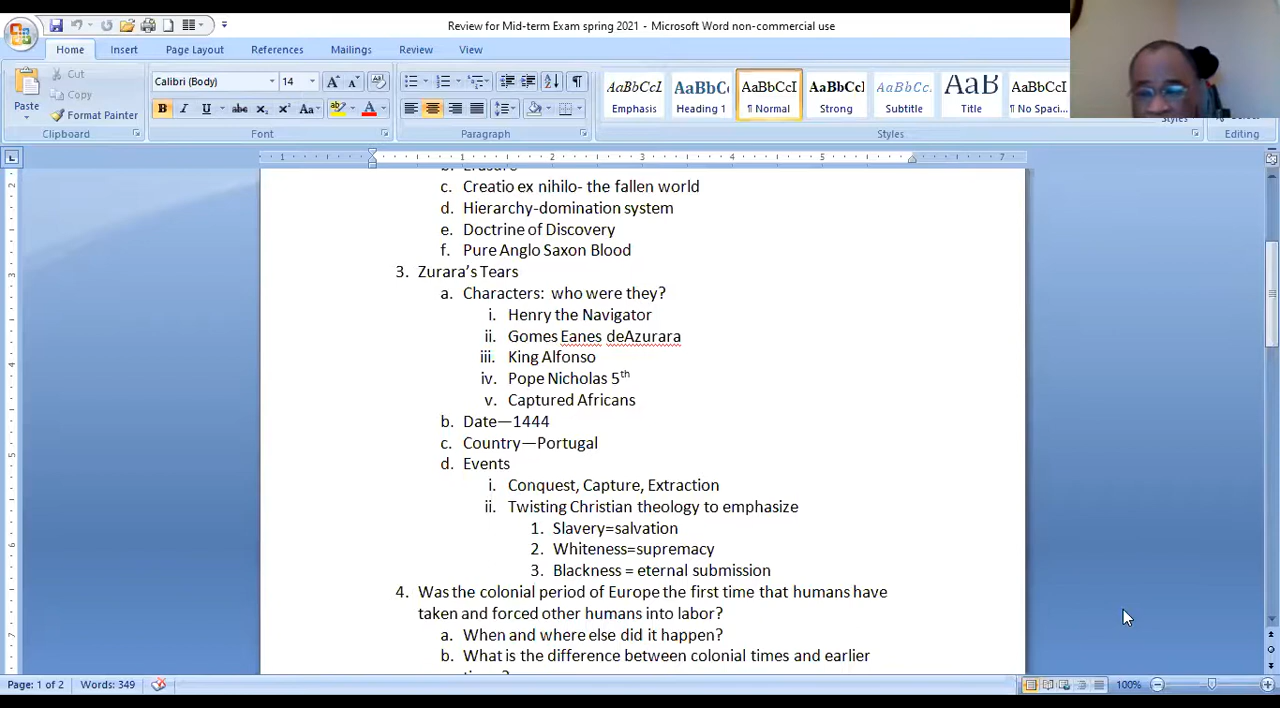 Review for Mid-term Exam spring 2021 - Microsoft Word non-commercial use
Home Insert Page Layout References Mailings Review View
Paste
Cut
Copy
Format Painter
Clipboard
Calibri (Body) 14
Font
Paragraph
AaBbCcI AaBbC AaBbCcI AaBbCcl AaBbCc. AaB AaBbCcI
Emphasis Heading 1 ¶ Normal Strong Subtitle Title ¶ No Spaci...
Styles Editing
c. Creatio ex nihilo- the fallen world
d. Hierarchy-domination system
e. Doctrine of Discovery
f. Pure Anglo Saxon Blood
3. Zurara's Tears
a. Characters: who were they?
i. Henry the Navigator
ii. Gomes Eanes deAzurara
iii. King Alfonso
iv. Pope Nicholas 5th
v. Captured Africans
b. Date—1444
c. Country—Portugal
d. Events
i. Conquest, Capture, Extraction
ii. Twisting Christian theology to emphasize
1. Slavery=salvation
2. Whiteness=supremacy
3. Blackness = eternal submission
4. Was the colonial period of Europe the first time that humans have
taken and forced other humans into labor?
a. When and where else did it happen?
b. What is the difference between colonial times and earlier
Page: 1 of 2 Words: 349 100%